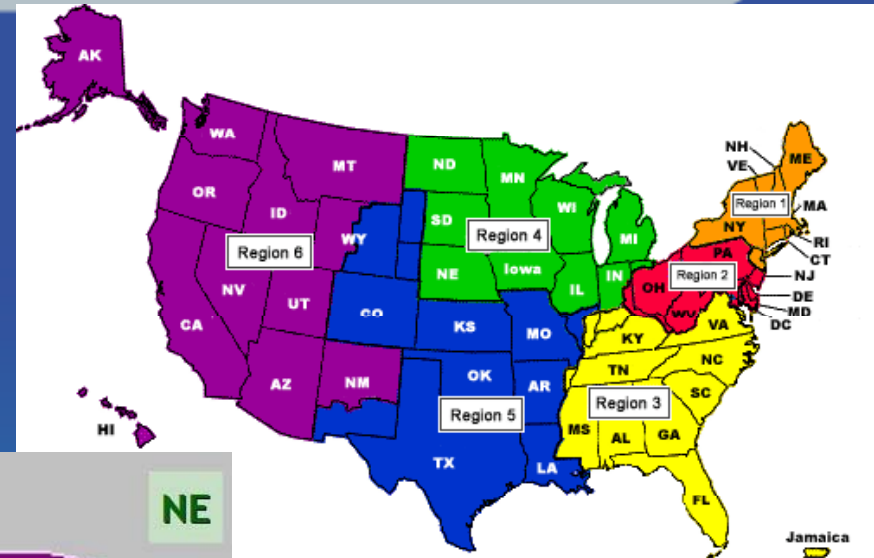 AK
WA
MT
ND
MN
NH
ME
VE
OR
ID
WI
Region 1
MA
SD
Region 4
MI
NY
WY
Region 6
RI
PA
CT
NE
Iowa
Region 2
NJ
NV
IL
IN
OH
DE
UT
CO
WV
MD
CA
KS
MO
VA
DC
KY
NC
TN
AZ
NM
OK
AR
SC
Region 5
Region 3
HI
MS
AL
GA
TX
LA
FL
NE
Jamaica